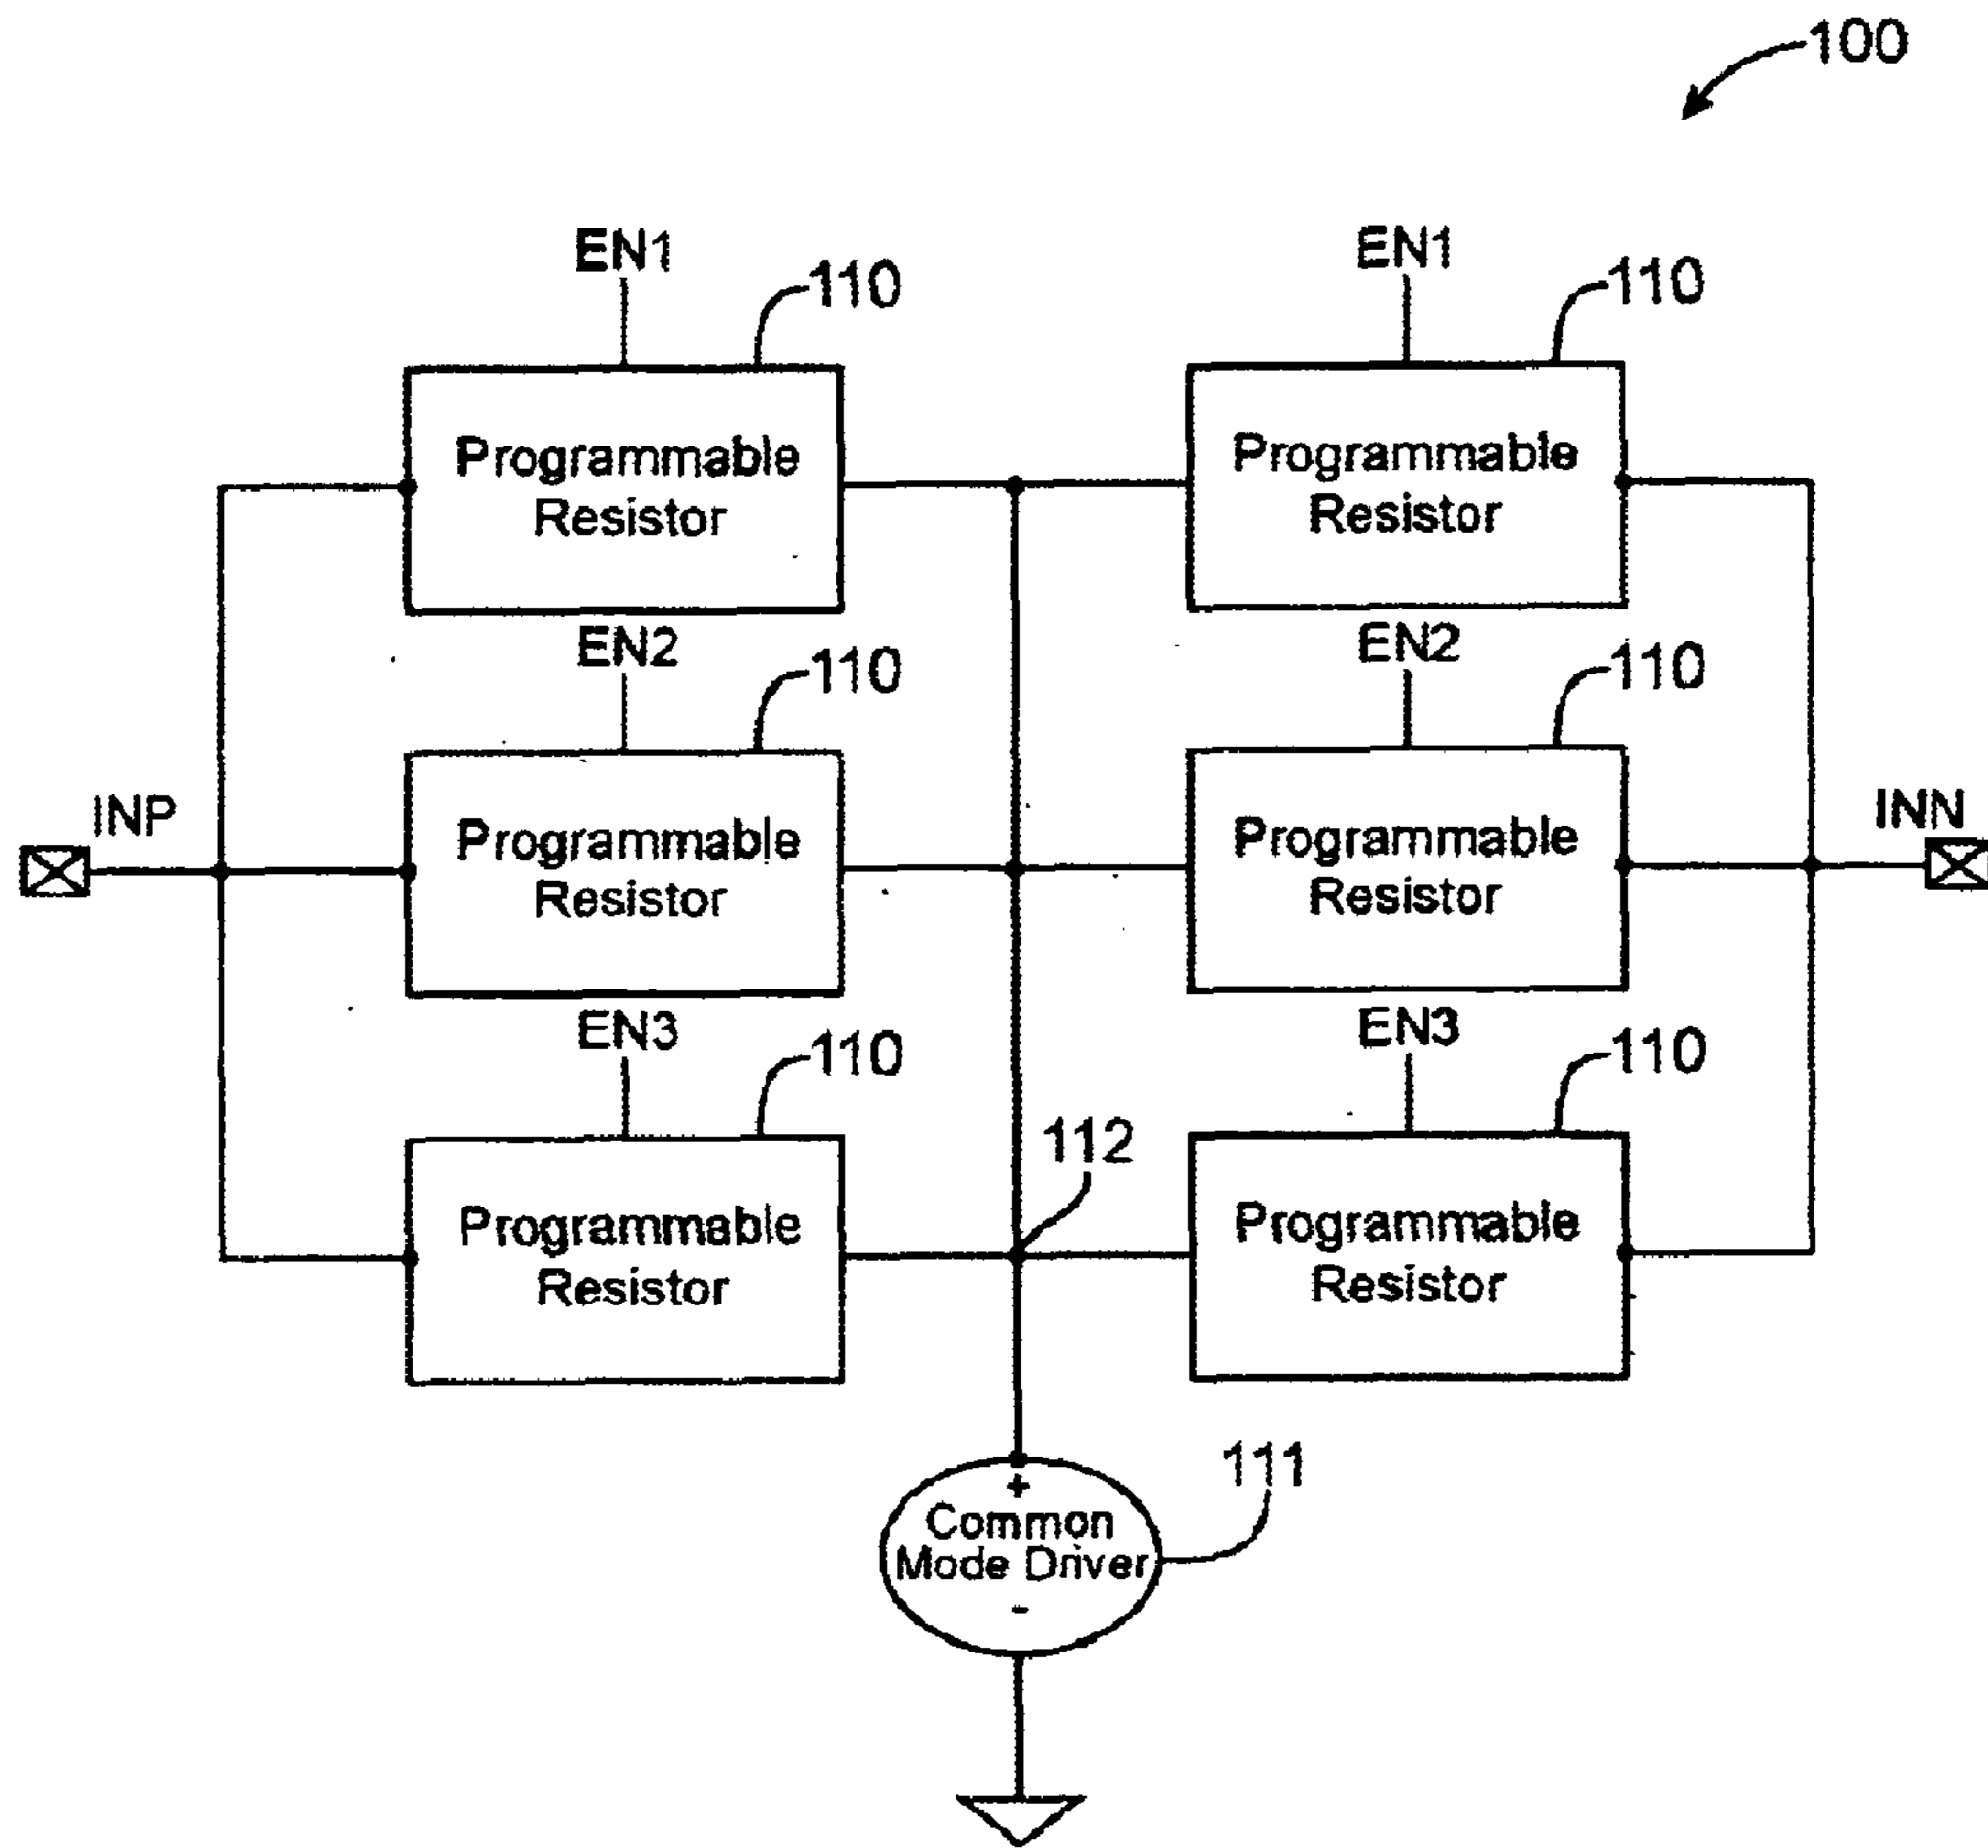 100
EN1
110
EN1
110
Programmable
Resistor
Programmable
Resistor
EN2
110
EN2
110
INP
Programmable
Resistor
Programmable
Resistor
INN
EN3
110
EN3
110
112
Programmable
Resistor
Programmable
Resistor
111
+
Common
Mode Driver
-